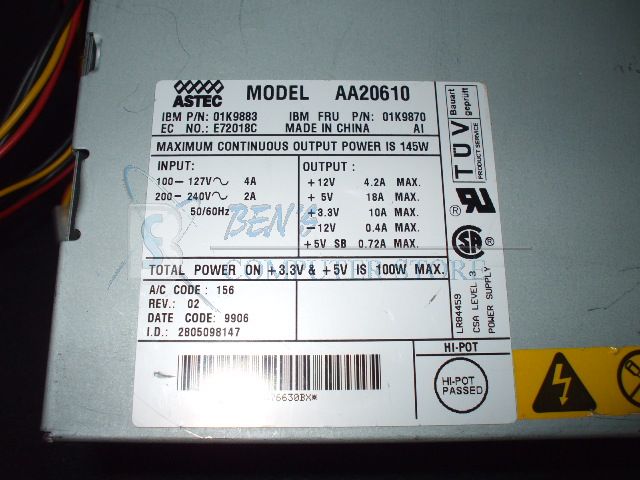 ASTEC
MODEL AA20610
IBM P/N: 01K9883 IBM FRU P/N: 01K9870
EC NO.: E72018C MADE IN CHINA A1
MAXIMUM CONTINUOUS OUTPUT POWER IS 145W
INPUT:
100-127V~ 4A
200-240V~ 2A
50/60Hz
OUTPUT:
+12V 4.2A MAX.
+ 5V 18A MAX.
+3.3V 10A MAX.
-12V 0.4A MAX.
+5V SB 0.72A MAX.
TOTAL POWER ON +3.3V & +5V IS 100W MAX.
A/C CODE: 156
REV.: 02
DATE CODE: 9906
I.D.: 2805098147
6630BX*
TÜV
Bauart
geprüft
PRODUCT SERVICE
®
®
LR84459
CSA LEVEL 3
POWER SUPPLY
HI-POT
HI-POT
PASSED
BEN'S
COMPUTER STORE